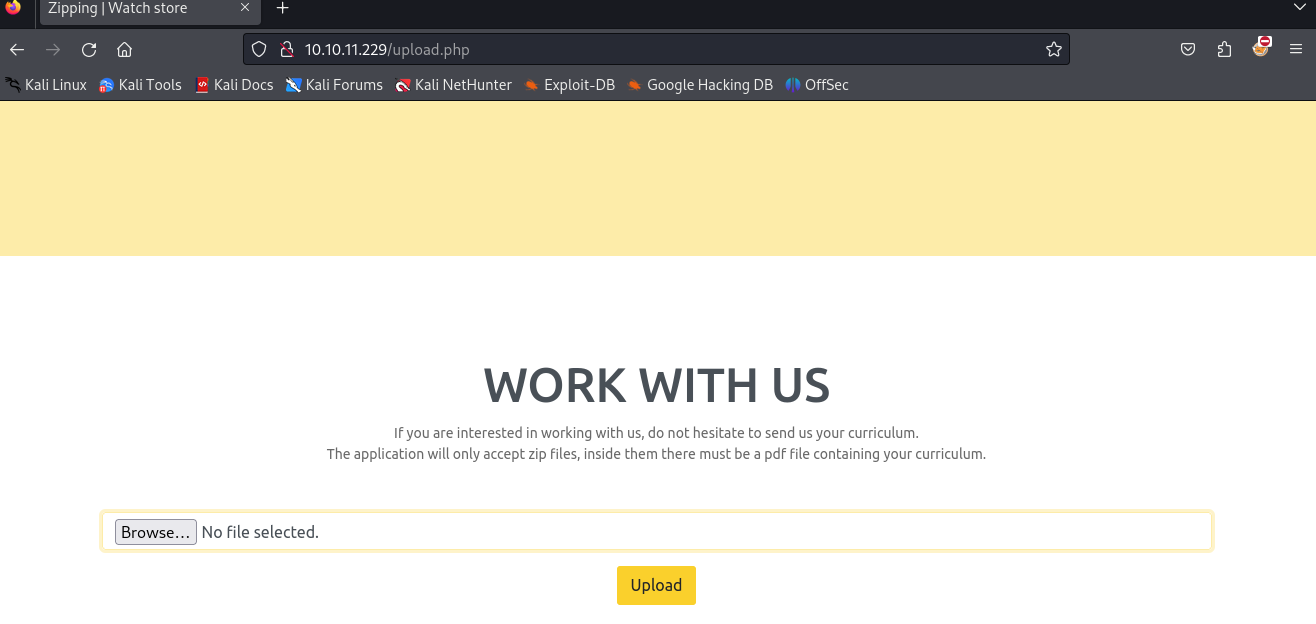 Zipping | Watch store
10.10.11.229/upload.php
Kali Linux Kali Tools Kali Docs Kali Forums Kali NetHunter Exploit-DB Google Hacking DB OffSec
WORK WITH US
If you are interested in working with us, do not hesitate to send us your curriculum.
The application will only accept zip files, inside them there must be a pdf file containing your curriculum.
Browse... No file selected.
Upload